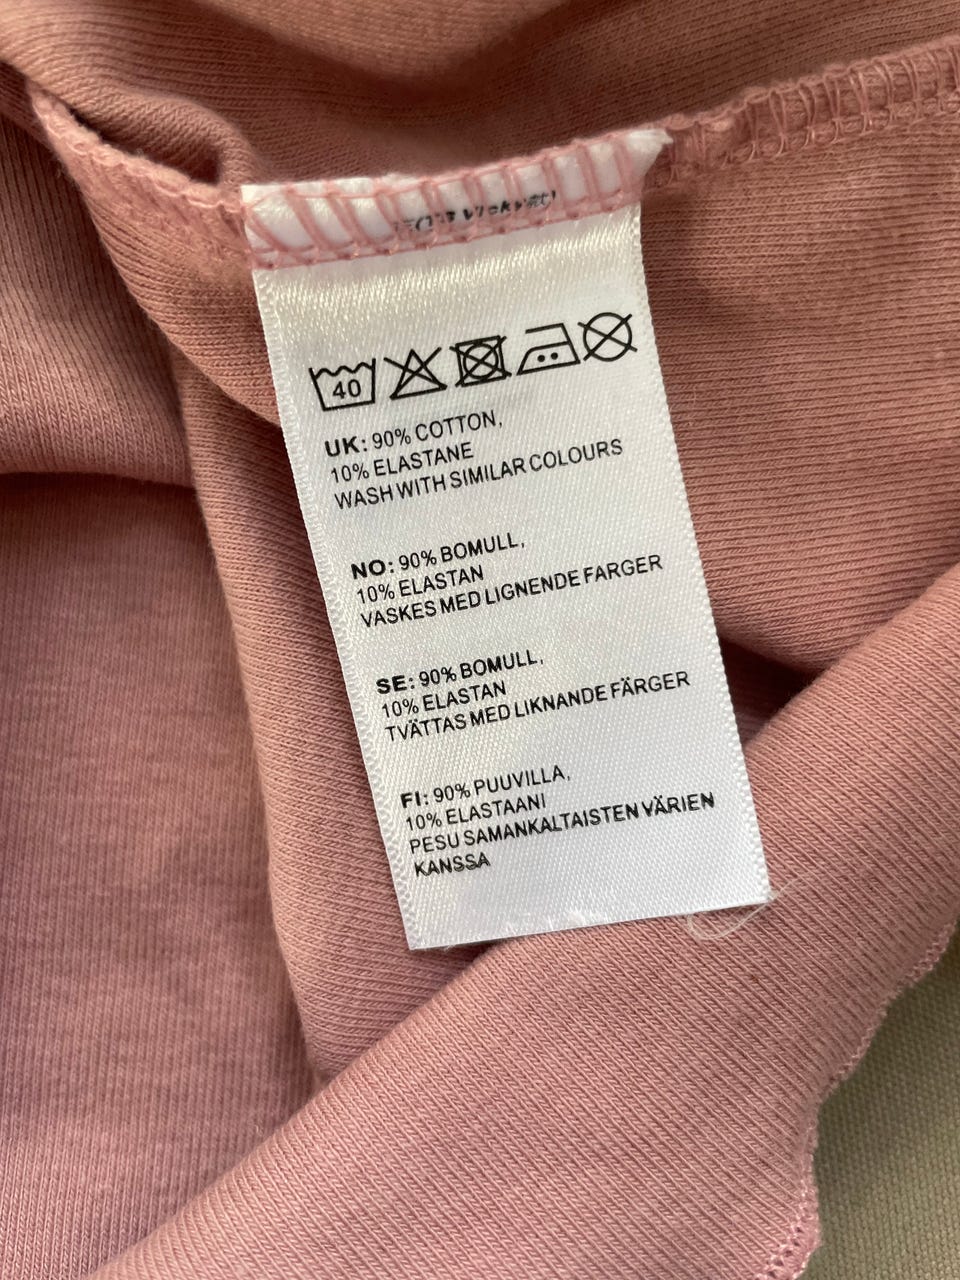 40
UK: 90% COTTON,
10% ELASTANE
WASH WITH SIMILAR COLOURS
NO: 90% BOMULL,
10% ELASTAN
VASKES MED LIGNENDE FARGER
SE: 90% BOMULL,
10% ELASTAN
TVÄTTAS MED LIKNANDE FÄRGER
FI: 90% PUUVILLA,
10% ELASTAANI
PESU SAMANKALTAISTEN VÄRIEN
KANSSA